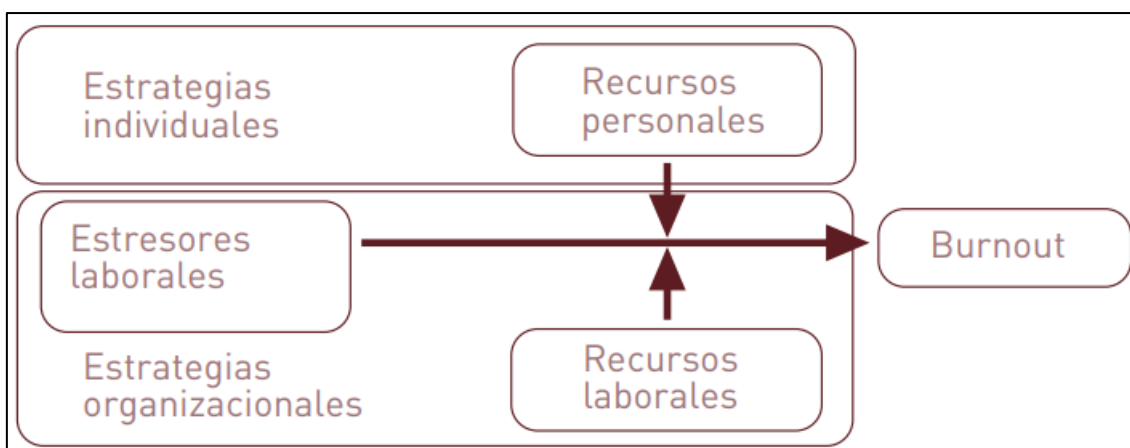 Estrategias
individuales
Recursos
personales
Estresores
laborales
Burnout
Estrategias
organizacionales
Recursos
laborales